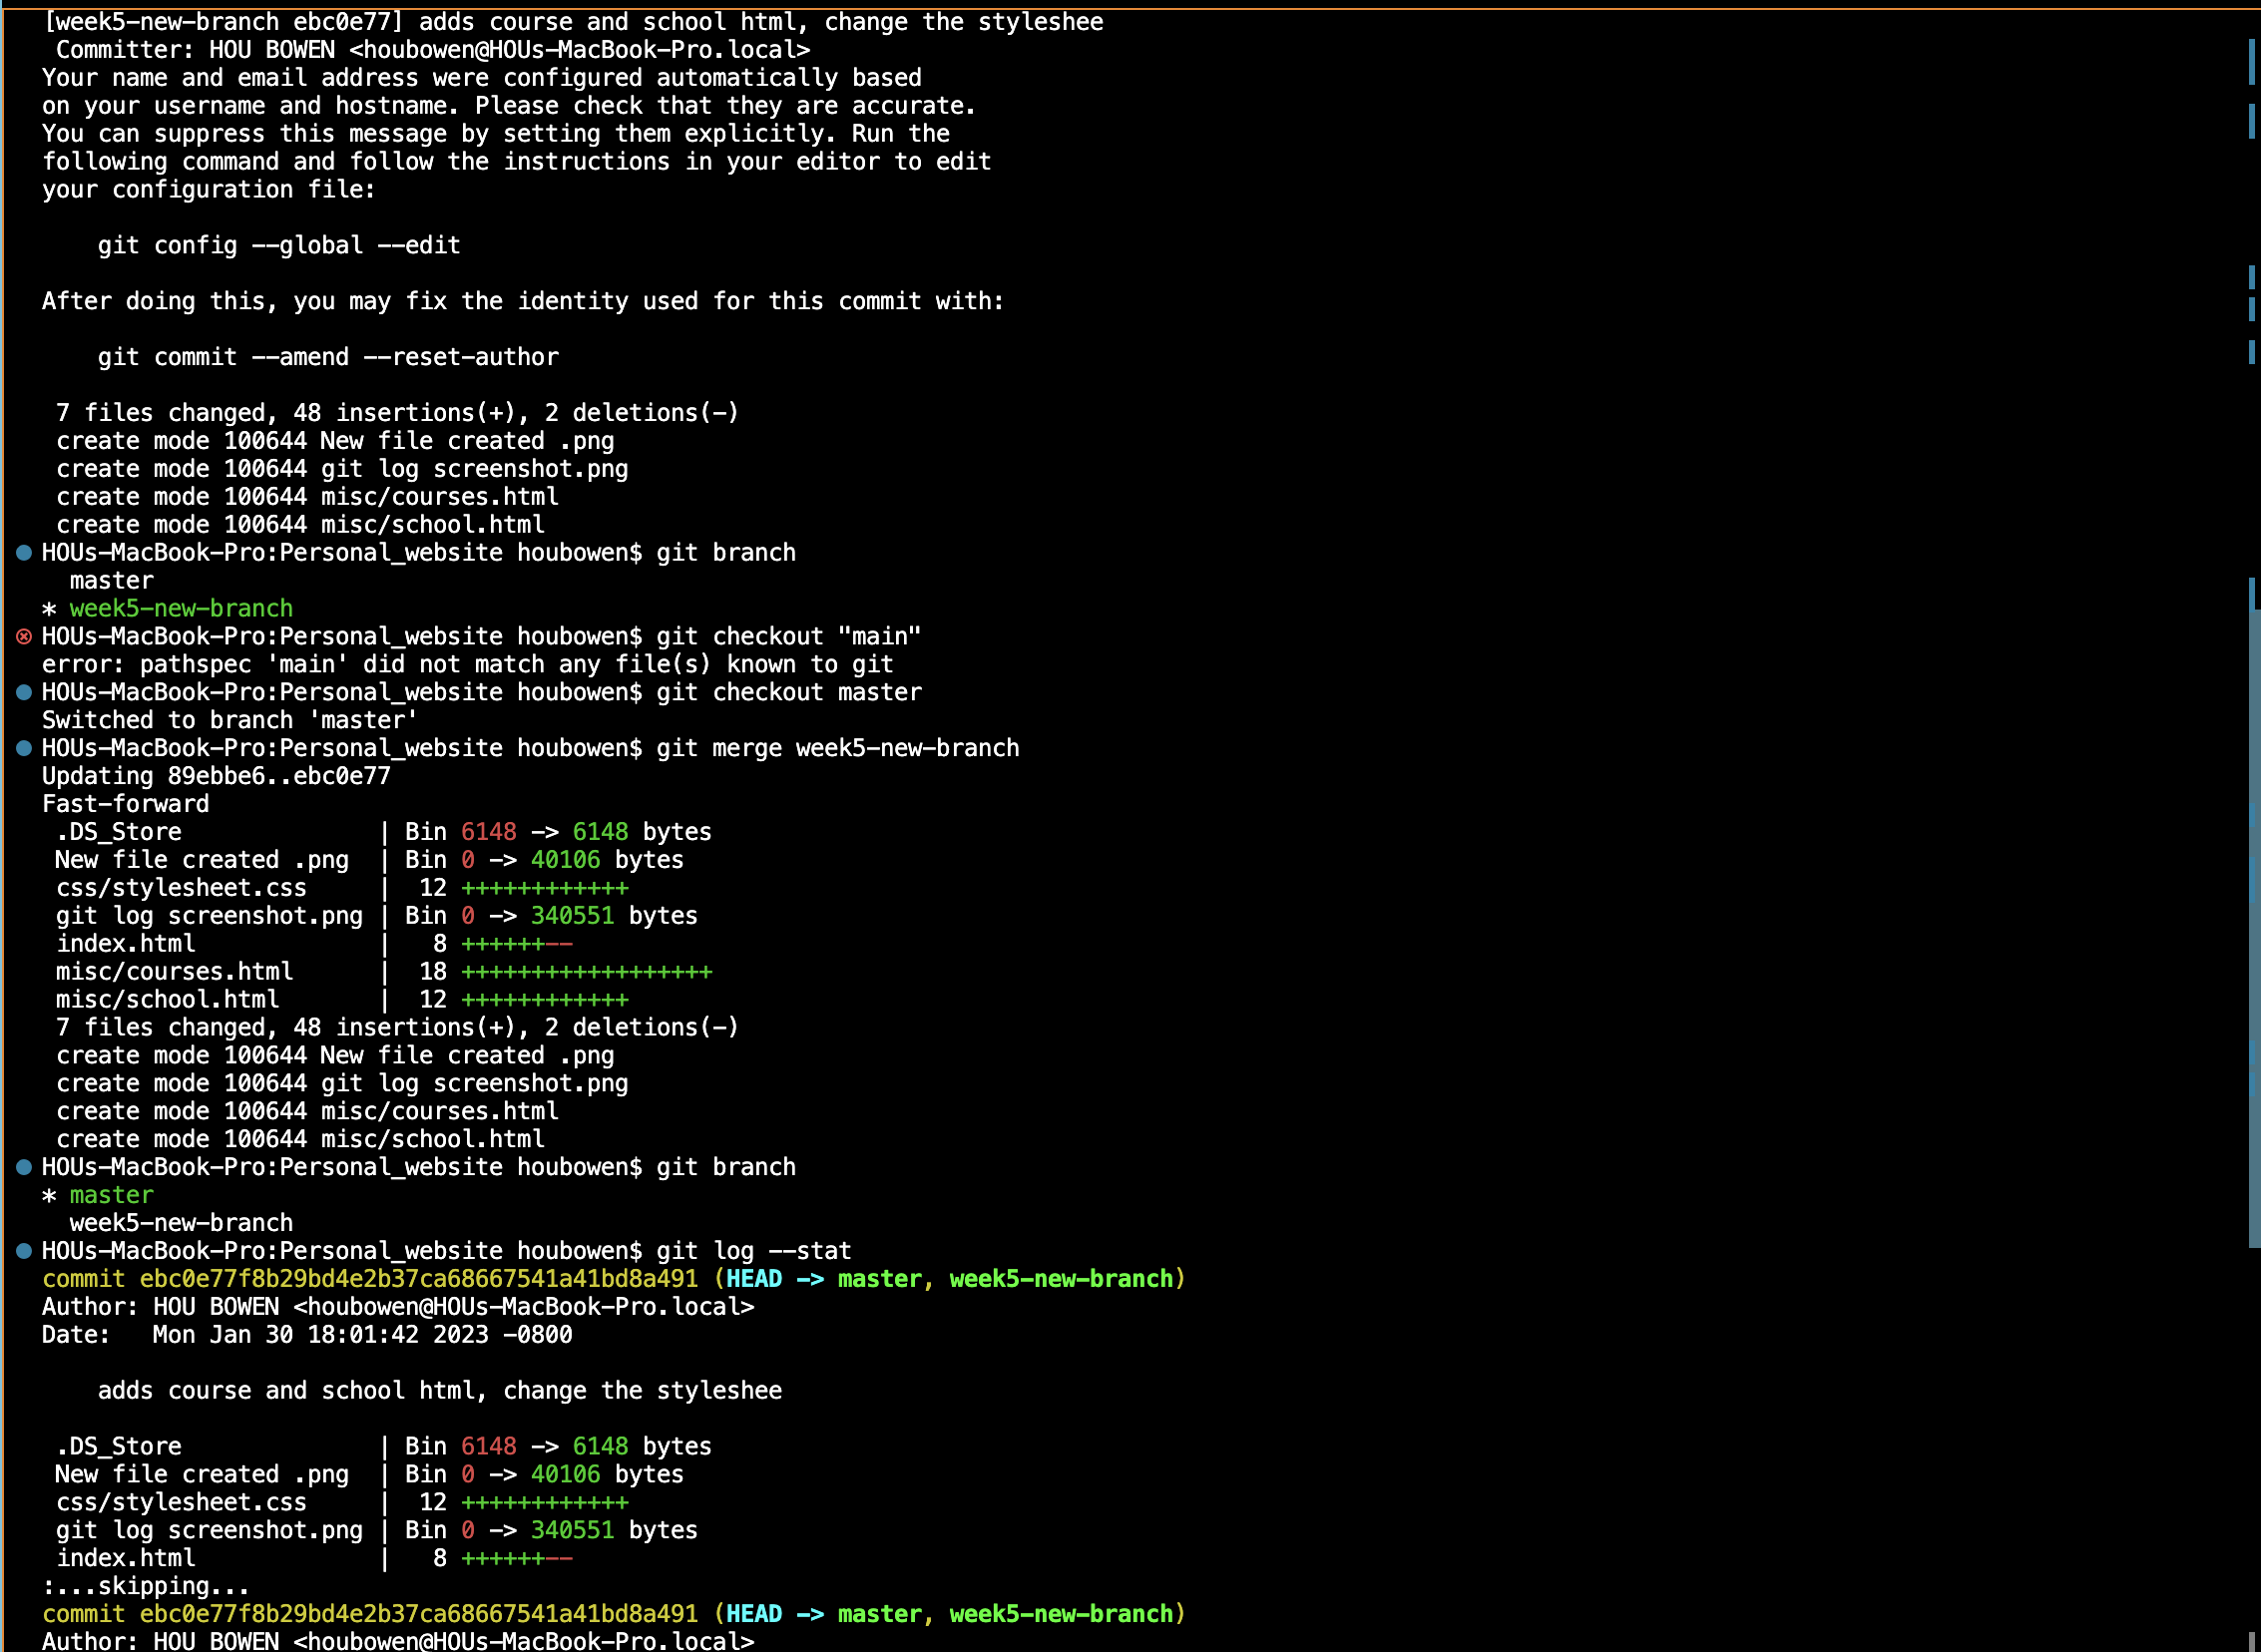 [week5-new-branch ebc0e77] adds course and school html, change the styleshee
 Committer: HOU BOWEN <houbowen@HOUs-MacBook-Pro.local>
Your name and email address were configured automatically based
on your username and hostname. Please check that they are accurate.
You can suppress this message by setting them explicitly. Run the
following command and follow the instructions in your editor to edit
your configuration file:

    git config --global --edit

After doing this, you may fix the identity used for this commit with:

    git commit --amend --reset-author

 7 files changed, 48 insertions(+), 2 deletions(-)
 create mode 100644 New file created .png
 create mode 100644 git log screenshot.png
 create mode 100644 misc/courses.html
 create mode 100644 misc/school.html
HOUs-MacBook-Pro:Personal_website houbowen$ git branch
  master
* week5-new-branch
HOUs-MacBook-Pro:Personal_website houbowen$ git checkout "main"
error: pathspec 'main' did not match any file(s) known to git
HOUs-MacBook-Pro:Personal_website houbowen$ git checkout master
Switched to branch 'master'
HOUs-MacBook-Pro:Personal_website houbowen$ git merge week5-new-branch
Updating 89ebbe6..ebc0e77
Fast-forward
 .DS_Store              | Bin 6148 -> 6148 bytes
 New file created .png  | Bin 0 -> 40106 bytes
 css/stylesheet.css     |  12 ++++++++++++
 git log screenshot.png | Bin 0 -> 340551 bytes
 index.html             |   8 ++++++--
 misc/courses.html      |  18 ++++++++++++++++++
 misc/school.html       |  12 ++++++++++++
 7 files changed, 48 insertions(+), 2 deletions(-)
 create mode 100644 New file created .png
 create mode 100644 git log screenshot.png
 create mode 100644 misc/courses.html
 create mode 100644 misc/school.html
HOUs-MacBook-Pro:Personal_website houbowen$ git branch
* master
  week5-new-branch
HOUs-MacBook-Pro:Personal_website houbowen$ git log --stat
commit ebc0e77f8b29bd4e2b37ca68667541a41bd8a491 (HEAD -> master, week5-new-branch)
Author: HOU BOWEN <houbowen@HOUs-MacBook-Pro.local>
Date:   Mon Jan 30 18:01:42 2023 -0800

    adds course and school html, change the styleshee

 .DS_Store              | Bin 6148 -> 6148 bytes
 New file created .png  | Bin 0 -> 40106 bytes
 css/stylesheet.css     |  12 ++++++++++++
 git log screenshot.png | Bin 0 -> 340551 bytes
 index.html             |   8 ++++++--
:...skipping...
commit ebc0e77f8b29bd4e2b37ca68667541a41bd8a491 (HEAD -> master, week5-new-branch)
Author: HOU BOWEN <houbowen@HOUs-MacBook-Pro.local>